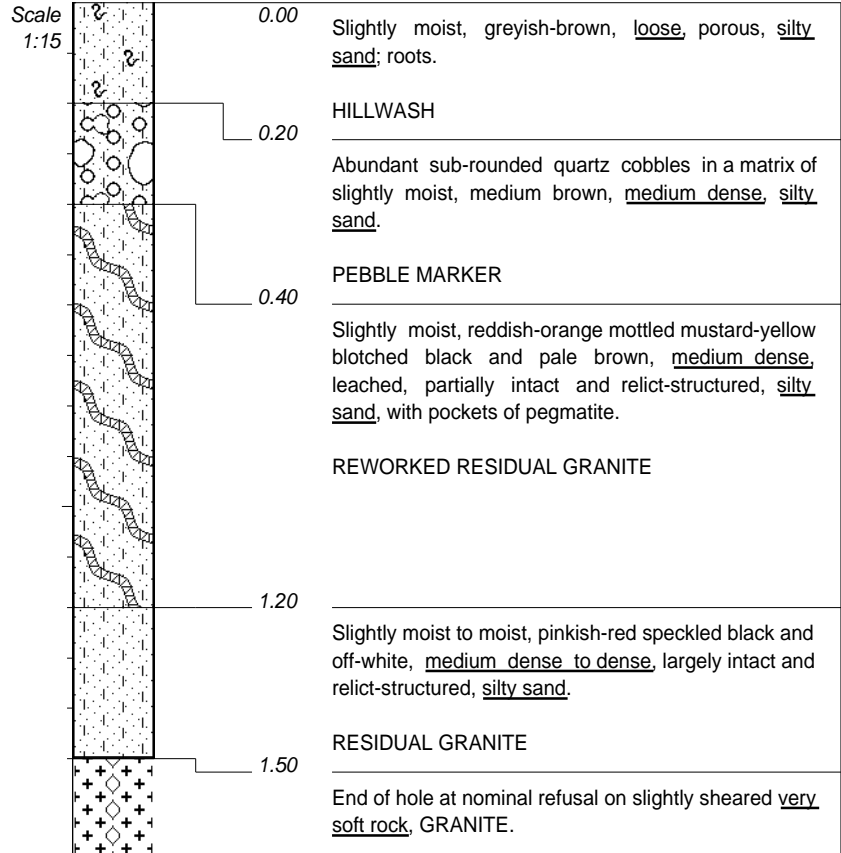 Scale
1:15
0.00
Slightly moist, greyish-brown, loose, porous, silty
sand; roots.
HILLWASH
0.20
Abundant sub-rounded quartz cobbles in a matrix of
slightly moist, medium brown, medium dense, silty
sand.
PEBBLE MARKER
0.40
Slightly moist, reddish-orange mottled mustard-yellow
blotched black and pale brown, medium dense,
leached, partially intact and relict-structured, silty
sand, with pockets of pegmatite.
REWORKED RESIDUAL GRANITE
1.20
Slightly moist to moist, pinkish-red speckled black and
off-white, medium dense to dense, largely intact and
relict-structured, silty sand.
RESIDUAL GRANITE
1.50
End of hole at nominal refusal on slightly sheared very
soft rock, GRANITE.